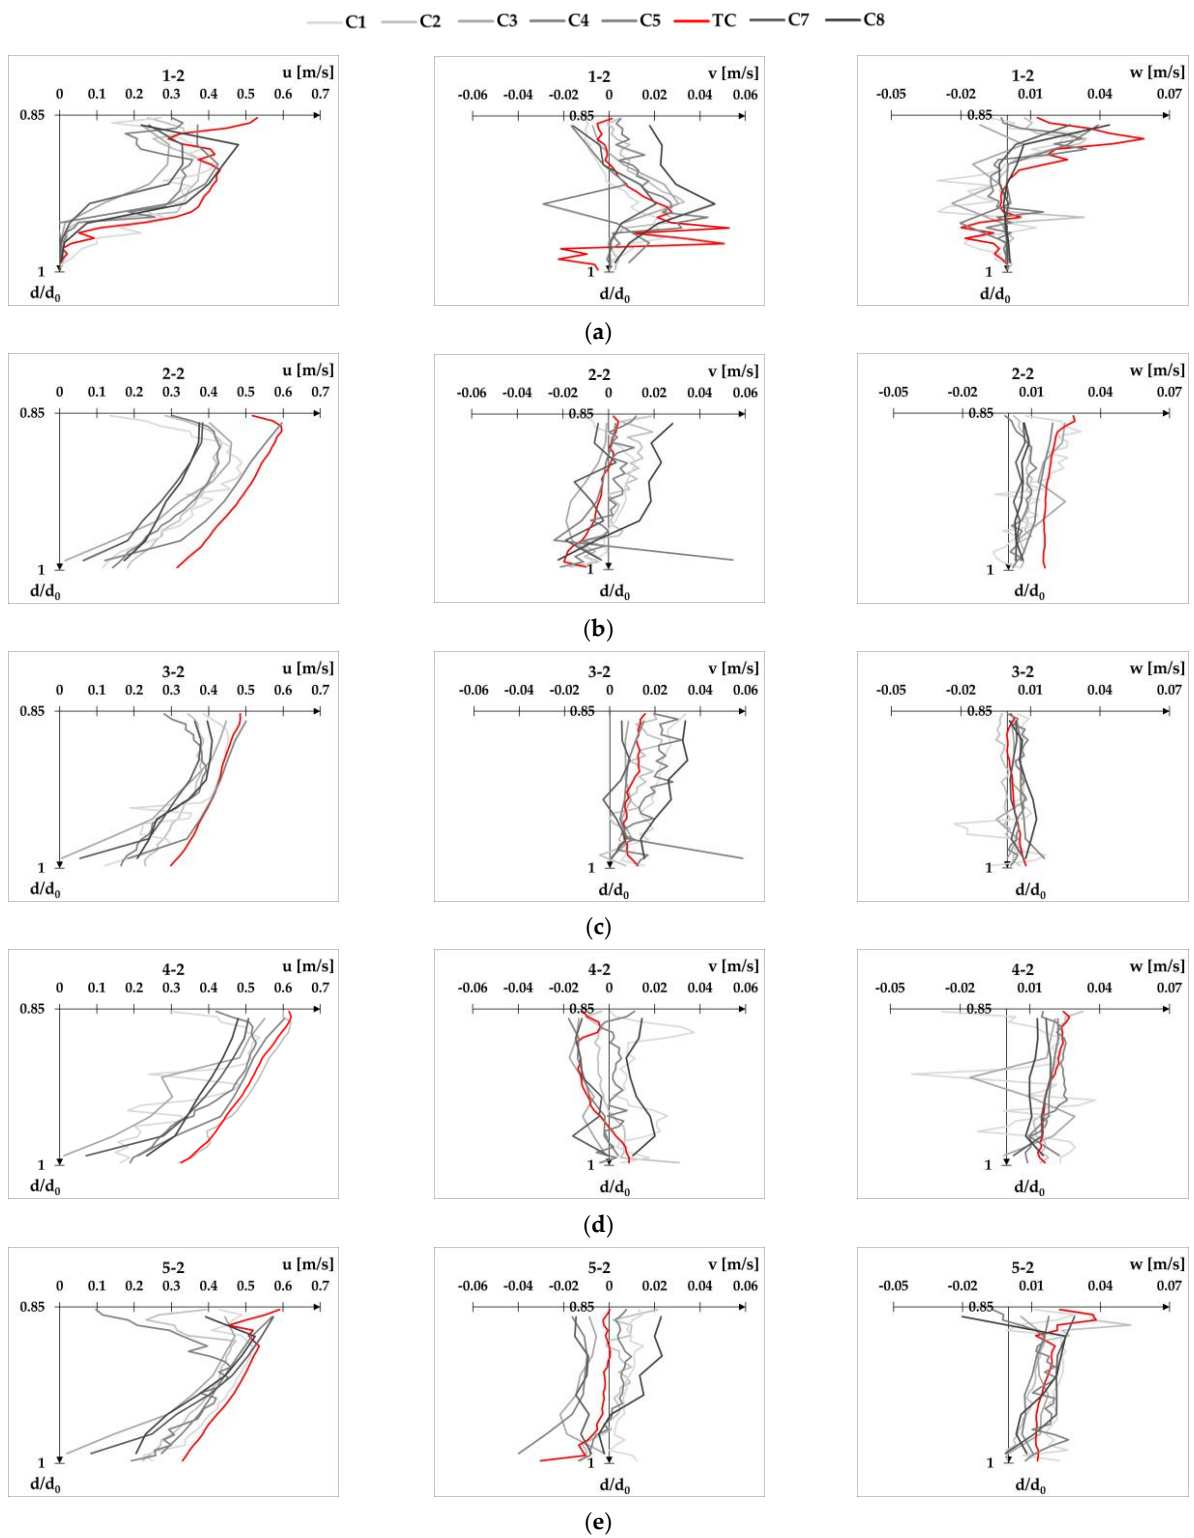 C1 C2 C3 C4 C5 TC C7 C8
1-2 u [m/s]
0 0.1 0.2 0.3 0.4 0.5 0.6 0.7
0.85
1
d/d0
1-2 v [m/s]
-0.06 -0.04 -0.02 0 0.02 0.04 0.06
0.85
1
d/d0
1-2 w [m/s]
-0.05 -0.02 0.01 0.04 0.07
0.85
1
d/d0
(a)
2-2 u [m/s]
0 0.1 0.2 0.3 0.4 0.5 0.6 0.7
0.85
1
d/d0
2-2 v [m/s]
-0.06 -0.04 -0.02 0 0.02 0.04 0.06
0.85
1
d/d0
2-2 w [m/s]
-0.05 -0.02 0.01 0.04 0.07
0.85
1
d/d0
(b)
3-2 u [m/s]
0 0.1 0.2 0.3 0.4 0.5 0.6 0.7
0.85
1
d/d0
3-2 v [m/s]
-0.06 -0.04 -0.02 0 0.02 0.04 0.06
0.85
1
d/d0
3-2 w [m/s]
-0.05 -0.02 0.01 0.04 0.07
0.85
1
d/d0
(c)
4-2 u [m/s]
0 0.1 0.2 0.3 0.4 0.5 0.6 0.7
0.85
1
d/d0
4-2 v [m/s]
-0.06 -0.04 -0.02 0 0.02 0.04 0.06
0.85
1
d/d0
4-2 w [m/s]
-0.05 -0.02 0.01 0.04 0.07
0.85
1
d/d0
(d)
5-2 u [m/s]
0 0.1 0.2 0.3 0.4 0.5 0.6 0.7
0.85
1
d/d0
5-2 v [m/s]
-0.06 -0.04 -0.02 0 0.02 0.04 0.06
0.85
1
d/d0
5-2 w [m/s]
-0.05 -0.02 0.01 0.04 0.07
0.85
1
d/d0
(e)